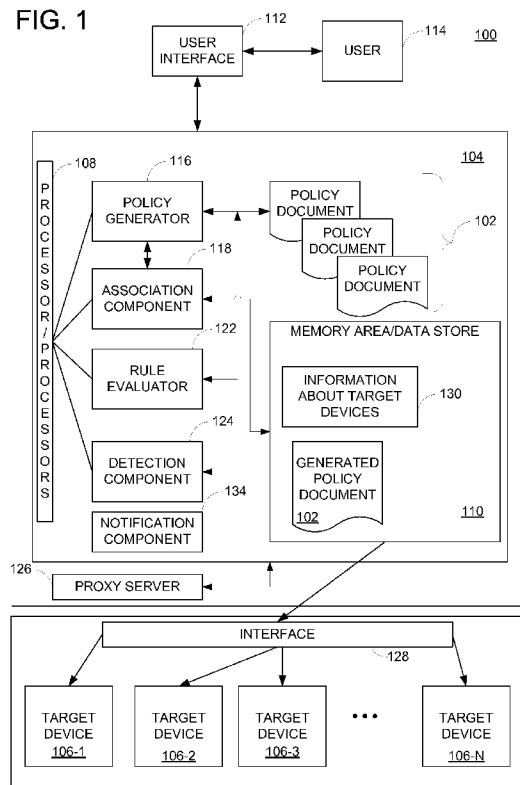 FIG. 1
112
USER
INTERFACE
USER
114
100
108
PROCESSOR / PROCESSORS
116
POLICY
GENERATOR
118
ASSOCIATION
COMPONENT
122
RULE
EVALUATOR
124
DETECTION
COMPONENT
134
NOTIFICATION
COMPONENT
104
POLICY
DOCUMENT
POLICY
DOCUMENT
POLICY
DOCUMENT
102
MEMORY AREA/DATA STORE
INFORMATION
ABOUT TARGET
DEVICES
130
GENERATED
POLICY
DOCUMENT
102
110
126
PROXY SERVER
INTERFACE
128
TARGET
DEVICE
106-1
TARGET
DEVICE
106-2
TARGET
DEVICE
106-3
•••
TARGET
DEVICE
106-N